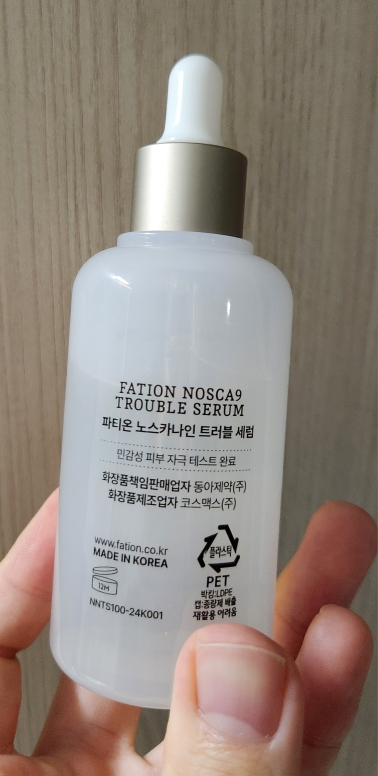 FATION NOSCA9
TROUBLE SERUM
파티온 노스카나인 트러블 세럼
민감성 피부 자극 테스트 완료
화장품책임판매업자 동아제약(주)
화장품제조업자 코스맥스(주)
www.fation.co.kr
MADE IN KOREA
12M
NNTS100-24K001
플라스틱
PET
박킹:LDPE
캡:종량제 배출
재활용 어려움